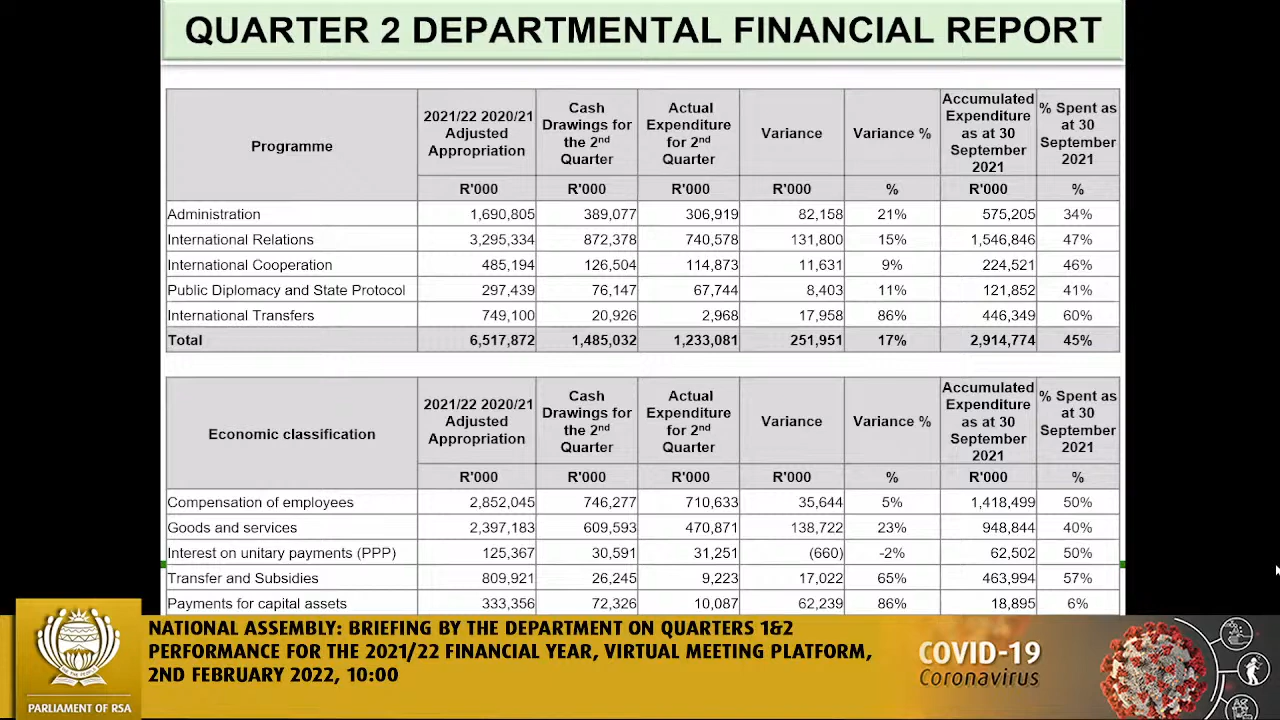 QUARTER 2 DEPARTMENTAL FINANCIAL REPORT
Programme 2021/22 2020/21 Adjusted Appropriation Cash Drawings for the 2nd Quarter Actual Expenditure for 2nd Quarter Variance Variance % Accumulated Expenditure as at 30 September 2021 % Spent as at 30 September 2021
R'000 R'000 R'000 R'000 % R'000 %
Administration 1,690,805 389,077 306,919 82,158 21% 575,205 34%
International Relations 3,295,334 872,378 740,578 131,800 15% 1,546,846 47%
International Cooperation 485,194 126,504 114,873 11,631 9% 224,521 46%
Public Diplomacy and State Protocol 297,439 76,147 67,744 8,403 11% 121,852 41%
International Transfers 749,100 20,926 2,968 17,958 86% 446,349 60%
Total 6,517,872 1,485,032 1,233,081 251,951 17% 2,914,774 45%
Economic classification 2021/22 2020/21 Adjusted Appropriation Cash Drawings for the 2nd Quarter Actual Expenditure for 2nd Quarter Variance Variance % Accumulated Expenditure as at 30 September 2021 % Spent as at 30 September 2021
R'000 R'000 R'000 R'000 % R'000 %
Compensation of employees 2,852,045 746,277 710,633 35,644 5% 1,418,499 50%
Goods and services 2,397,183 609,593 470,871 138,722 23% 948,844 40%
Interest on unitary payments (PPP) 125,367 30,591 31,251 (660) -2% 62,502 50%
Transfer and Subsidies 809,921 26,245 9,223 17,022 65% 463,994 57%
Payments for capital assets 333,356 72,326 10,087 62,239 86% 18,895 6%
NATIONAL ASSEMBLY: BRIEFING BY THE DEPARTMENT ON QUARTERS 1&2
PERFORMANCE FOR THE 2021/22 FINANCIAL YEAR, VIRTUAL MEETING PLATFORM,
2ND FEBRUARY 2022, 10:00
PARLIAMENT OF RSA
COVID-19
Coronavirus